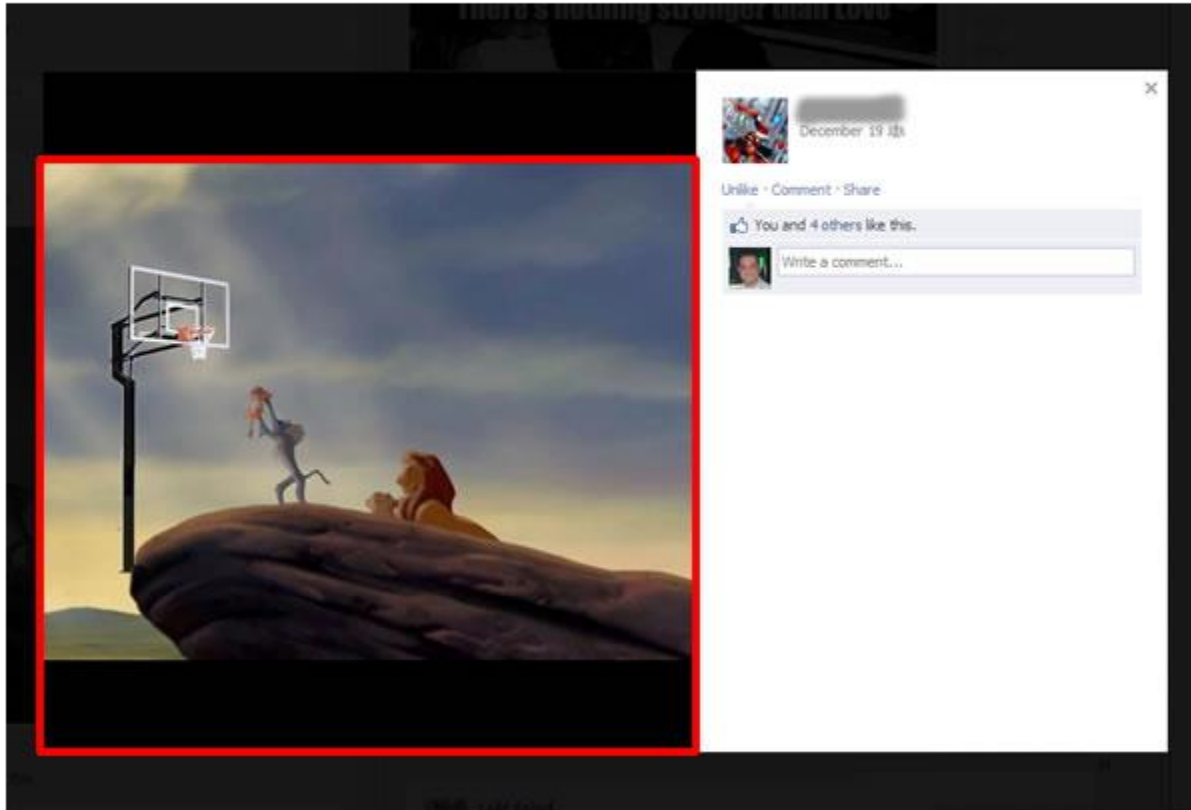 There's nothing stronger than Love
December 19
Unlike · Comment · Share
You and 4 others like this.
Write a comment...